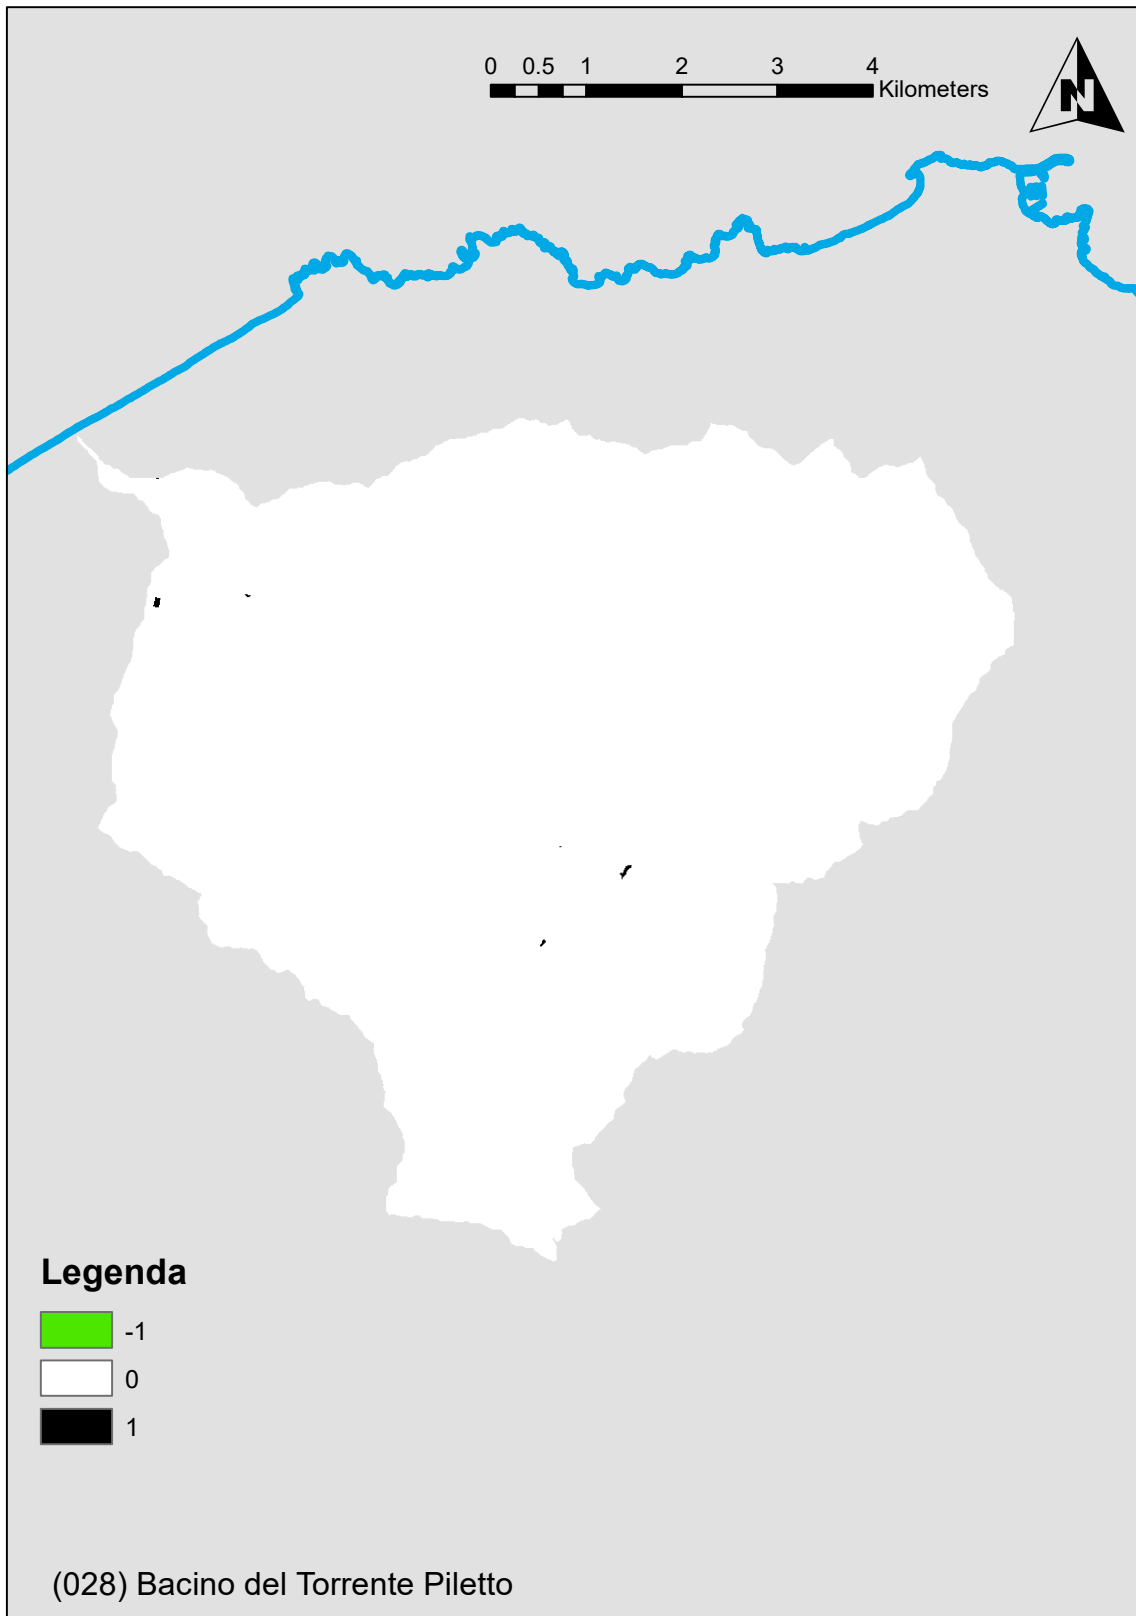 0 0.5 1 2 3 4
Kilometers
N
Legenda
-1
0
1
(028) Bacino del Torrente Piletto